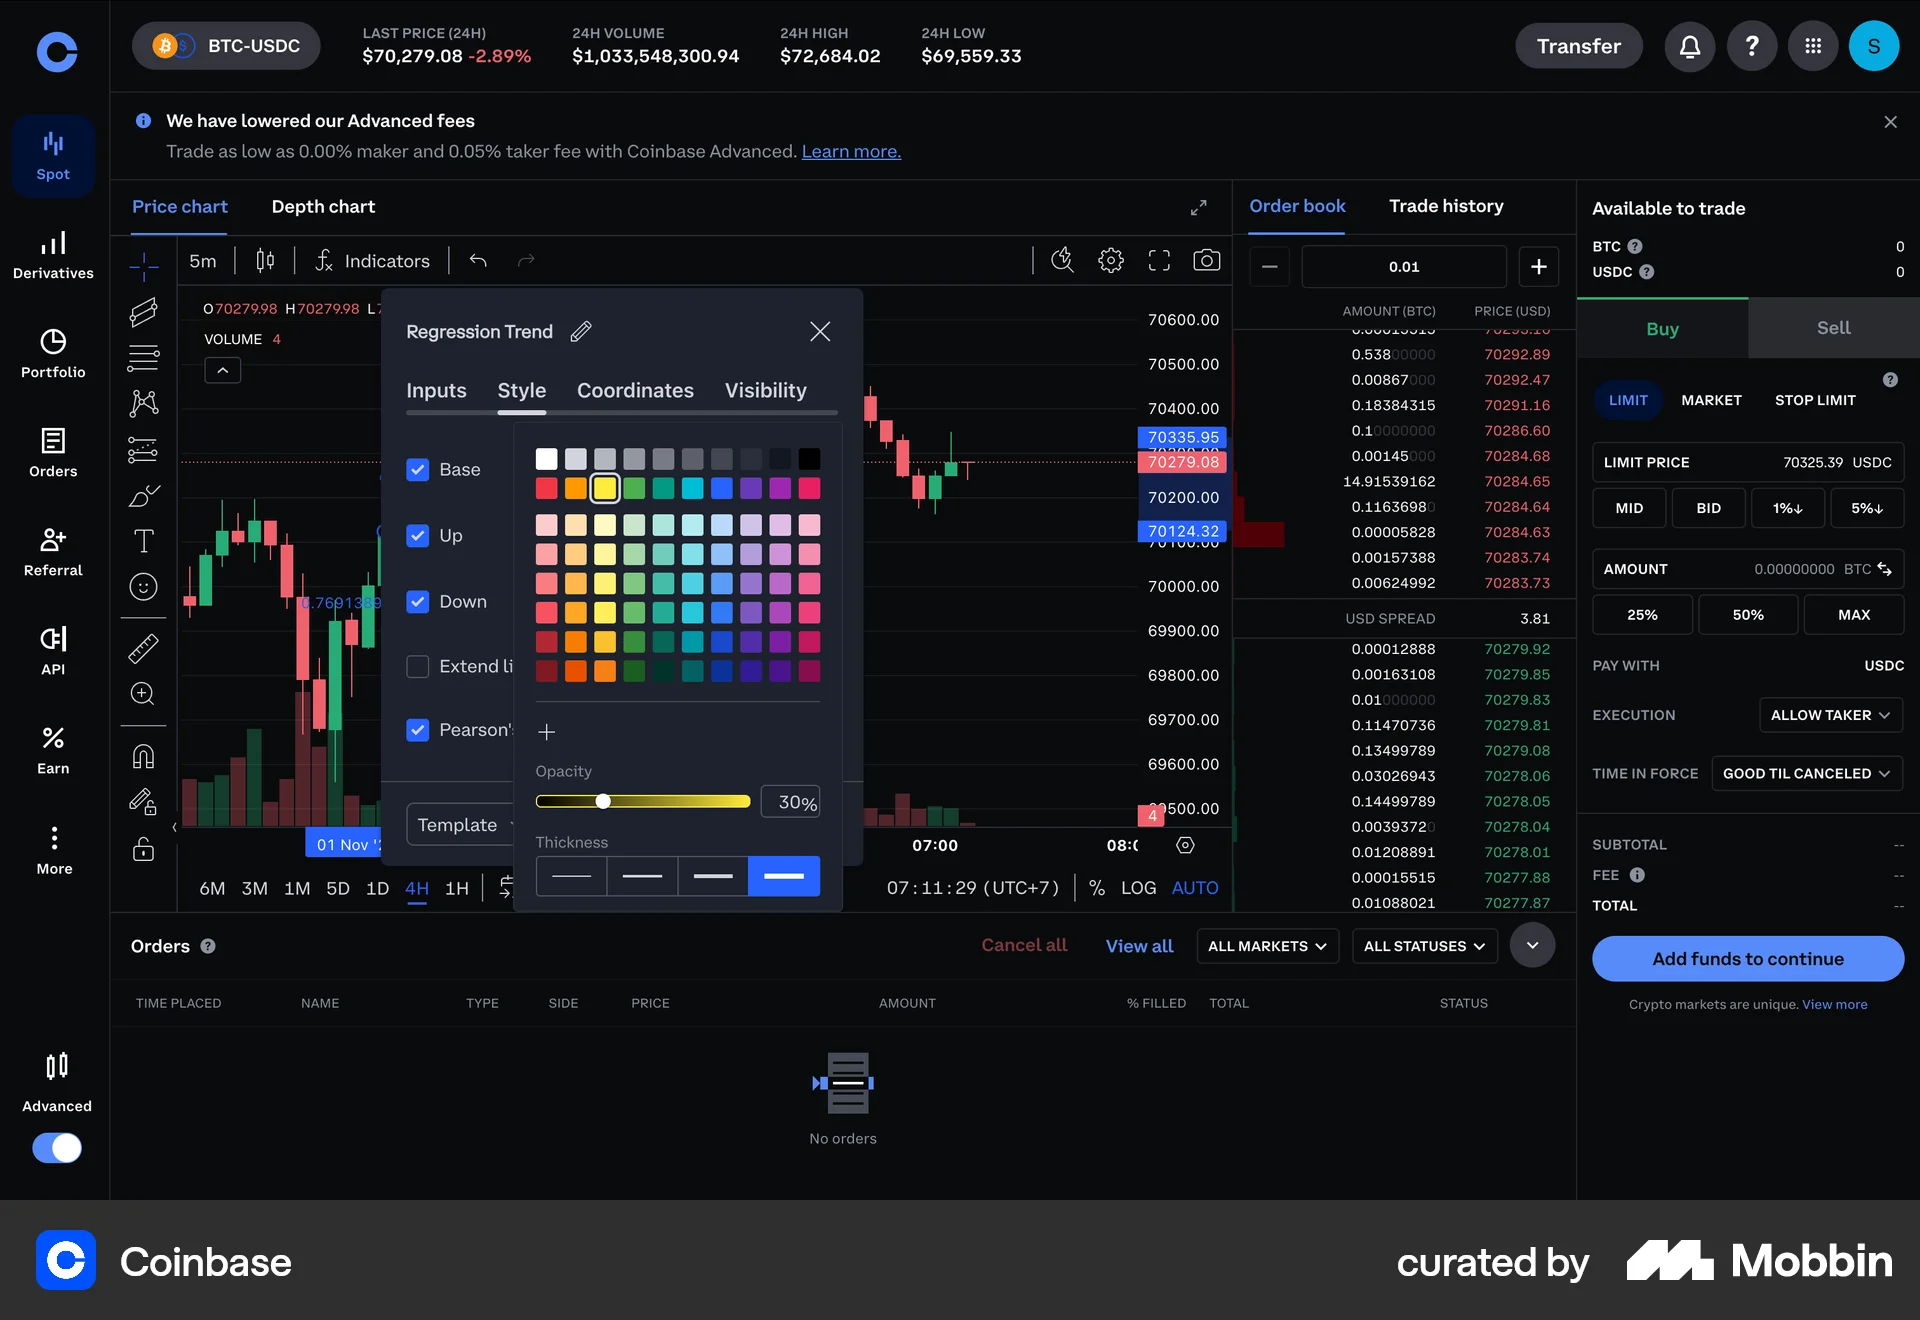 BTC-USDC
LAST PRICE (24H)
$70,279.08 -2.89%
24H VOLUME
$1,033,548,300.94
24H HIGH
$72,684.02
24H LOW
$69,559.33
Transfer
?
S
Spot
Derivatives
Portfolio
Orders
Referral
API
Earn
More
Advanced
We have lowered our Advanced fees
Trade as low as 0.00% maker and 0.05% taker fee with Coinbase Advanced. Learn more.
Price chart
Depth chart
5m
Indicators
O70279.98 H70279.98 L7
VOLUME 4
0.7691389
Regression Trend
Inputs
Style
Coordinates
Visibility
Base
Up
Down
Extend li
Pearson's
Template
Opacity
30%
Thickness
70600.00
70500.00
70400.00
70335.95
70279.08
70200.00
70124.32
70100.00
70000.00
69900.00
69800.00
69700.00
69600.00
69500.00
4
01 Nov '2
07:00
08:0
6M 3M 1M 5D 1D 4H 1H
07:11:29 (UTC+7)
% LOG AUTO
Order book
Trade history
0.01
AMOUNT (BTC) PRICE (USD)
0.53800000 70292.89
0.00867000 70292.47
0.18384315 70291.16
0.10000000 70286.60
0.00145000 70284.68
14.91539162 70284.65
0.11636980 70284.64
0.00005828 70284.63
0.00157388 70283.74
0.00624992 70283.73
USD SPREAD 3.81
0.00012888 70279.92
0.00163108 70279.85
0.01000000 70279.83
0.11470736 70279.81
0.13499789 70279.08
0.03026943 70278.06
0.14499789 70278.05
0.00393720 70278.04
0.01208891 70278.01
0.00015515 70277.88
0.01088021 70277.87
Available to trade
BTC ? 0
USDC ? 0
Buy
Sell
?
LIMIT
MARKET
STOP LIMIT
LIMIT PRICE 70325.39 USDC
MID
BID
1%↓
5%↓
AMOUNT 0.00000000 BTC
25%
50%
MAX
PAY WITH USDC
EXECUTION ALLOW TAKER
TIME IN FORCE GOOD TIL CANCELED
SUBTOTAL --
FEE --
TOTAL --
Add funds to continue
Crypto markets are unique. View more
Orders ?
Cancel all
View all
ALL MARKETS
ALL STATUSES
TIME PLACED NAME TYPE SIDE PRICE AMOUNT % FILLED TOTAL STATUS
No orders
Coinbase
curated by Mobbin